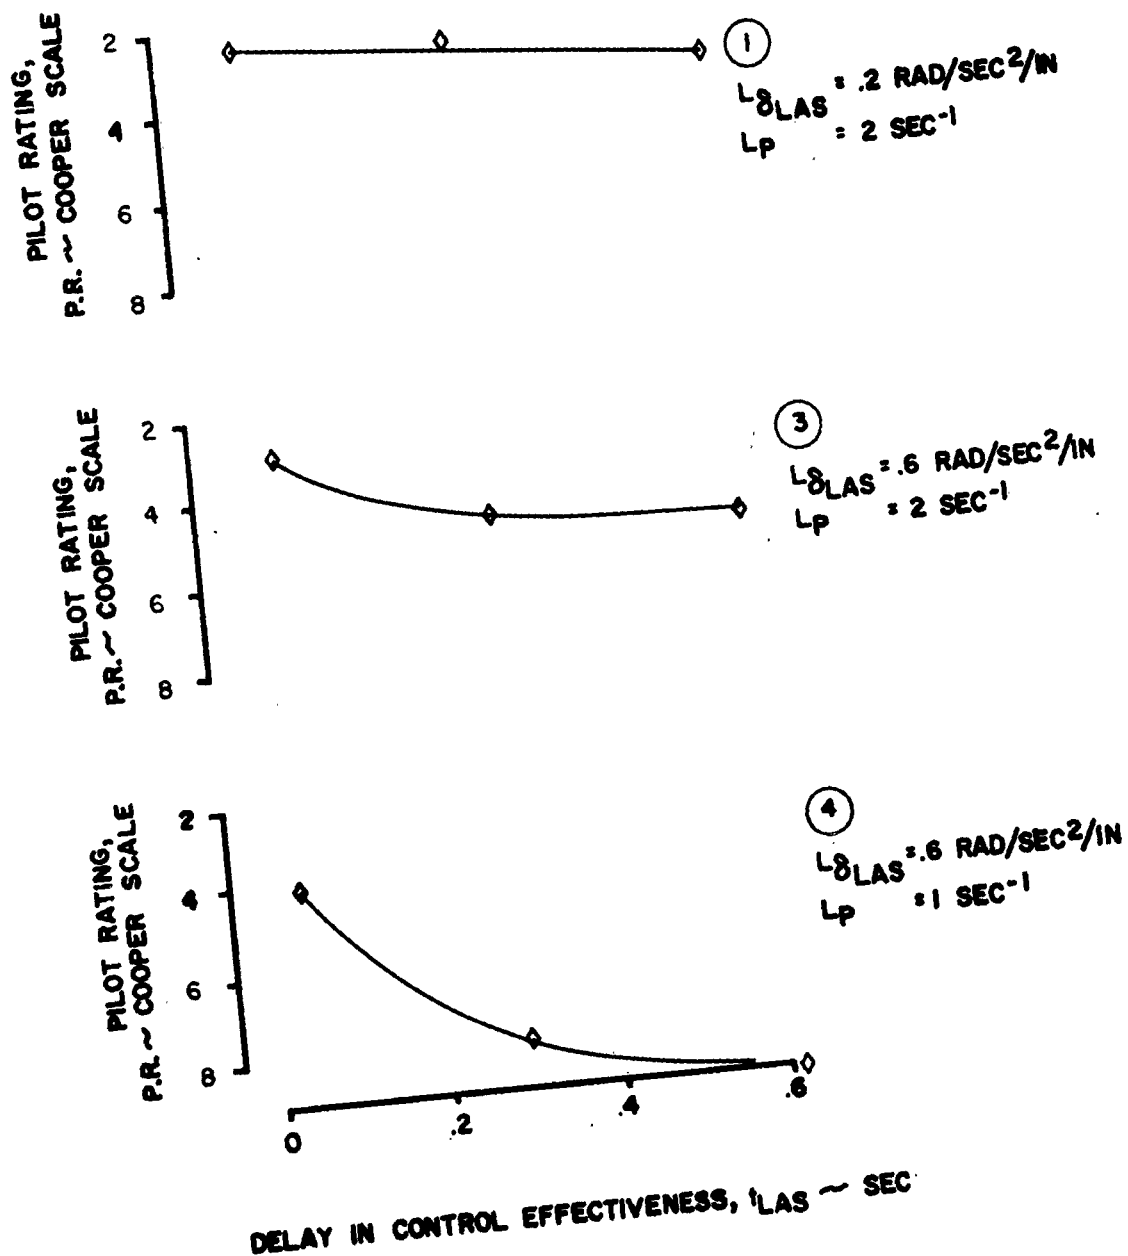 PILOT RATING,
P.R. ~ COOPER SCALE
2
4
6
8
1
LδLAS = .2 RAD/SEC²/IN
Lp = 2 SEC⁻¹
PILOT RATING,
P.R. ~ COOPER SCALE
2
4
6
8
3
LδLAS = .6 RAD/SEC²/IN
Lp = 2 SEC⁻¹
PILOT RATING,
P.R. ~ COOPER SCALE
2
4
6
8
4
LδLAS = .6 RAD/SEC²/IN
Lp = 1 SEC⁻¹
0 .2 .4 .6
DELAY IN CONTROL EFFECTIVENESS, tLAS ~ SEC